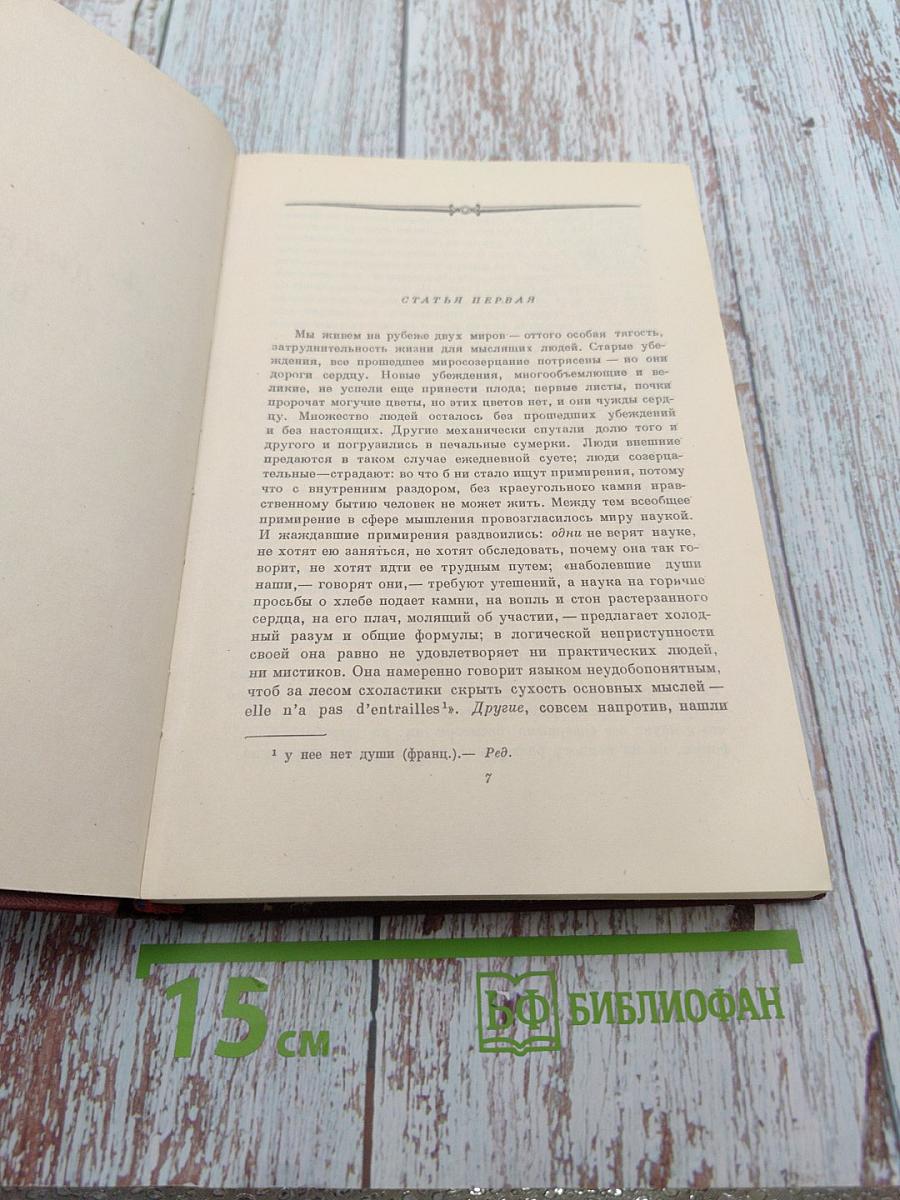 СТАТЬЯ ПЕРВАЯ
Мы живем на рубеже двух миров — оттого особая тягость,
затруднительность жизни для мыслящих людей. Старые убе-
ждения, все прошедшее миросозерцание потрясены — но они
дороги сердцу. Новые убеждения, многообъемлющие и ве-
ликие, не успели еще принести плода; первые листы, почки
пророчат могучие цветы, но этих цветов нет, и они чужды серд-
цу. Множество людей осталось без прошедших убеждений
и без настоящих. Другие механически спутали долю того и
другого и погрузились в печальные сумерки. Люди внешние
предаются в таком случае ежедневной суете; люди созерца-
тельные — страдают: во что б ни стало ищут примирения, потому
что с внутренним раздором, без краеугольного камня нрав-
ственному бытию человек не может жить. Между тем всеобщее
примирение в сфере мышления провозгласилось миру наукой.
И жаждавшие примирения раздвоились: одни не верят науке,
не хотят ею заняться, не хотят обследовать, почему она так го-
ворит, не хотят идти ее трудным путем; «наболевшие души
наши,— говорят они,— требуют утешений, а наука на горячие
просьбы о хлебе подает камни, на вопль и стон растерзанного
сердца, на его плач, молящий об участии, — предлагает холод-
ный разум и общие формулы; в логической неприступности
своей она равно не удовлетворяет ни практических людей,
ни мистиков. Она намеренно говорит языком неудобопонятным,
чтоб за лесом схоластики скрыть сухость основных мыслей —
elle n'a pas d'entrailles¹». Другие, совсем напротив, нашли
¹ у нее нет души (франц.).— Ред.
7
15 см
БФ БИБЛИОФАН